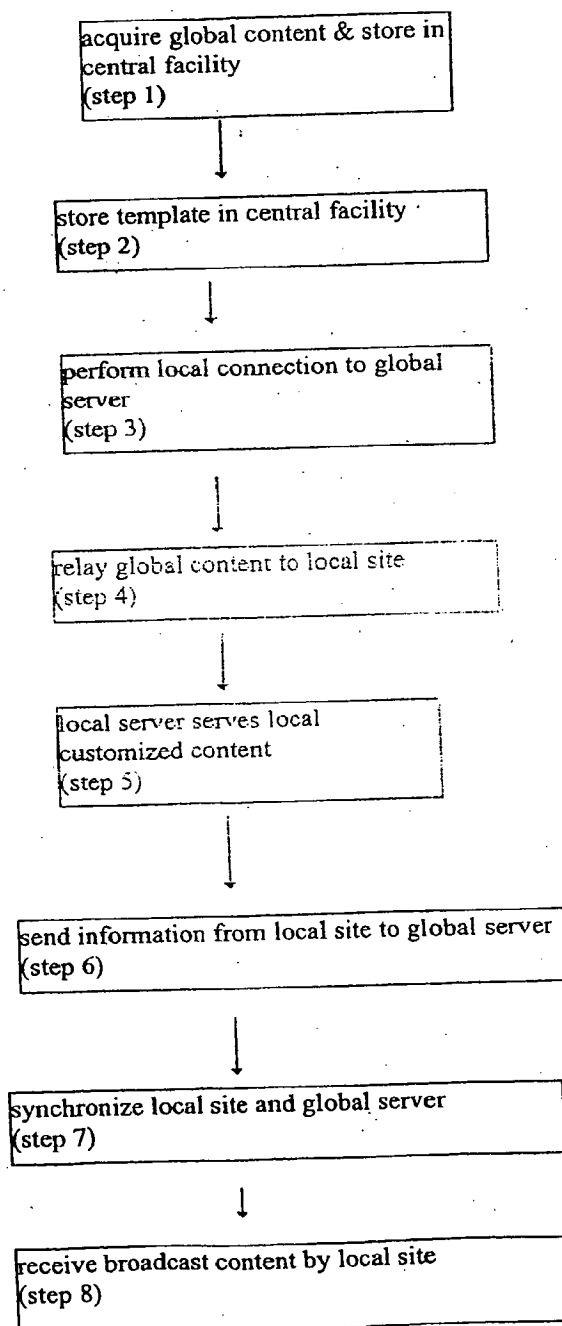 acquire global content & store in
central facility
(step 1)
store template in central facility
(step 2)
perform local connection to global
server
(step 3)
relay global content to local site
(step 4)
local server serves local
customized content
(step 5)
send information from local site to global server
(step 6)
synchronize local site and global server
(step 7)
receive broadcast content by local site
(step 8)